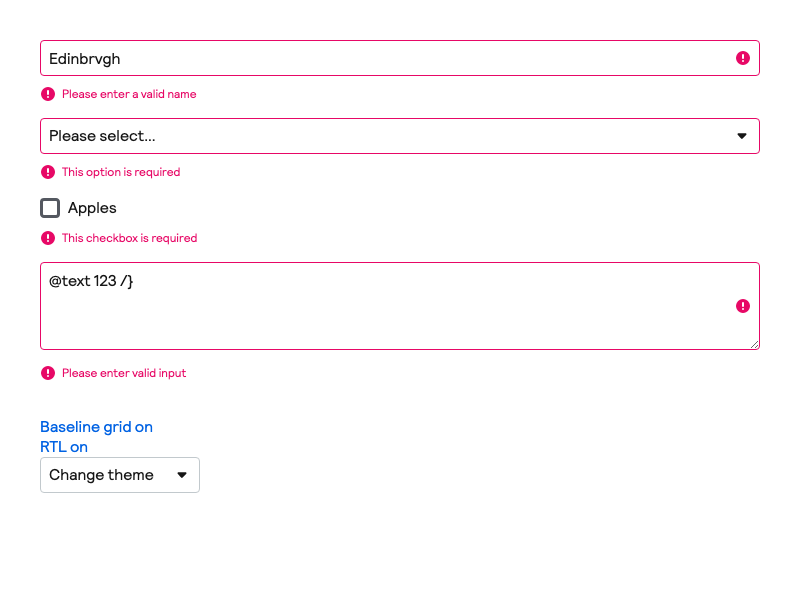 Edinbrvgh
Please enter a valid name
Please select...
This option is required
Apples
This checkbox is required
@text 123 /}
Please enter valid input
Baseline grid on
RTL on
Change theme